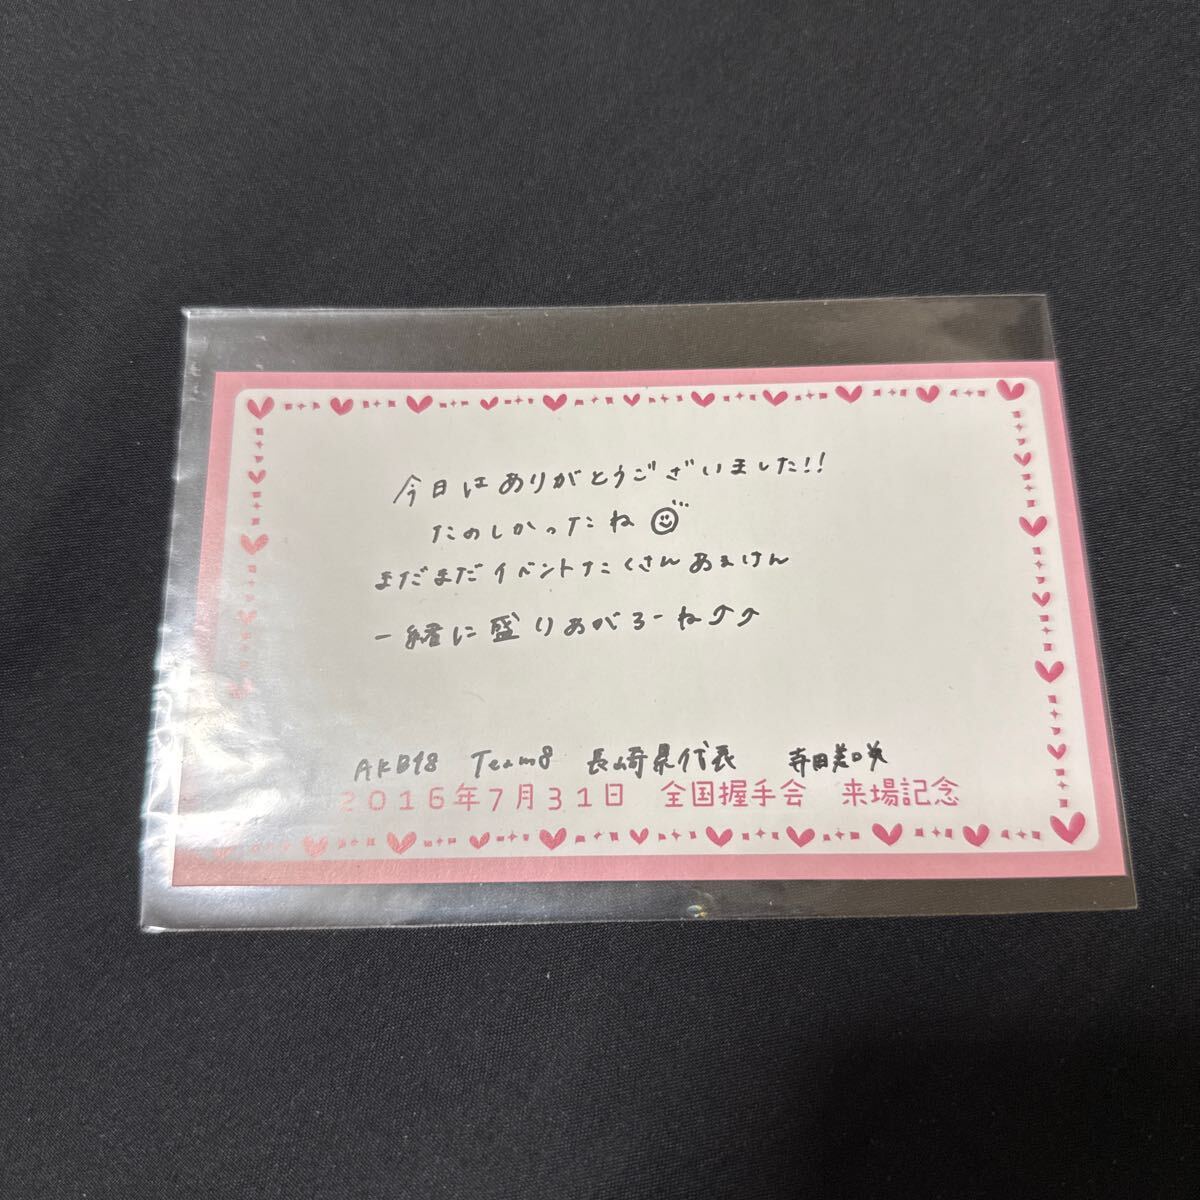 今日はありがとうございました!!
たのしかったね
まだまだイベントたくさんあるけん
一緒に盛りあがろーね⤴⤴
AKB48 Team8 長崎県代表 寺田美咲
2016年7月31日 全国握手会 来場記念